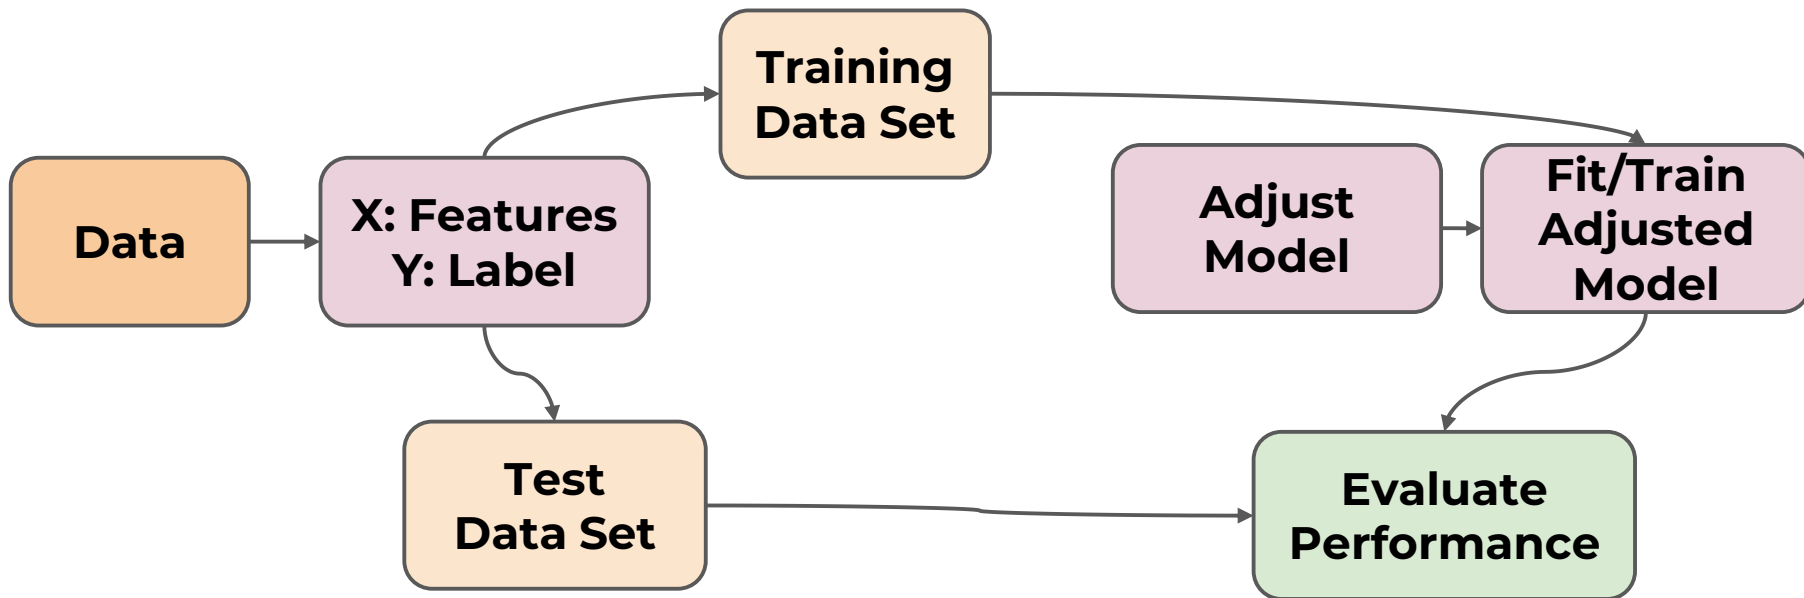 Training
Data Set
Data
X: Features
Y: Label
Adjust
Model
Fit/Train
Adjusted
Model
Test
Data Set
Evaluate
Performance